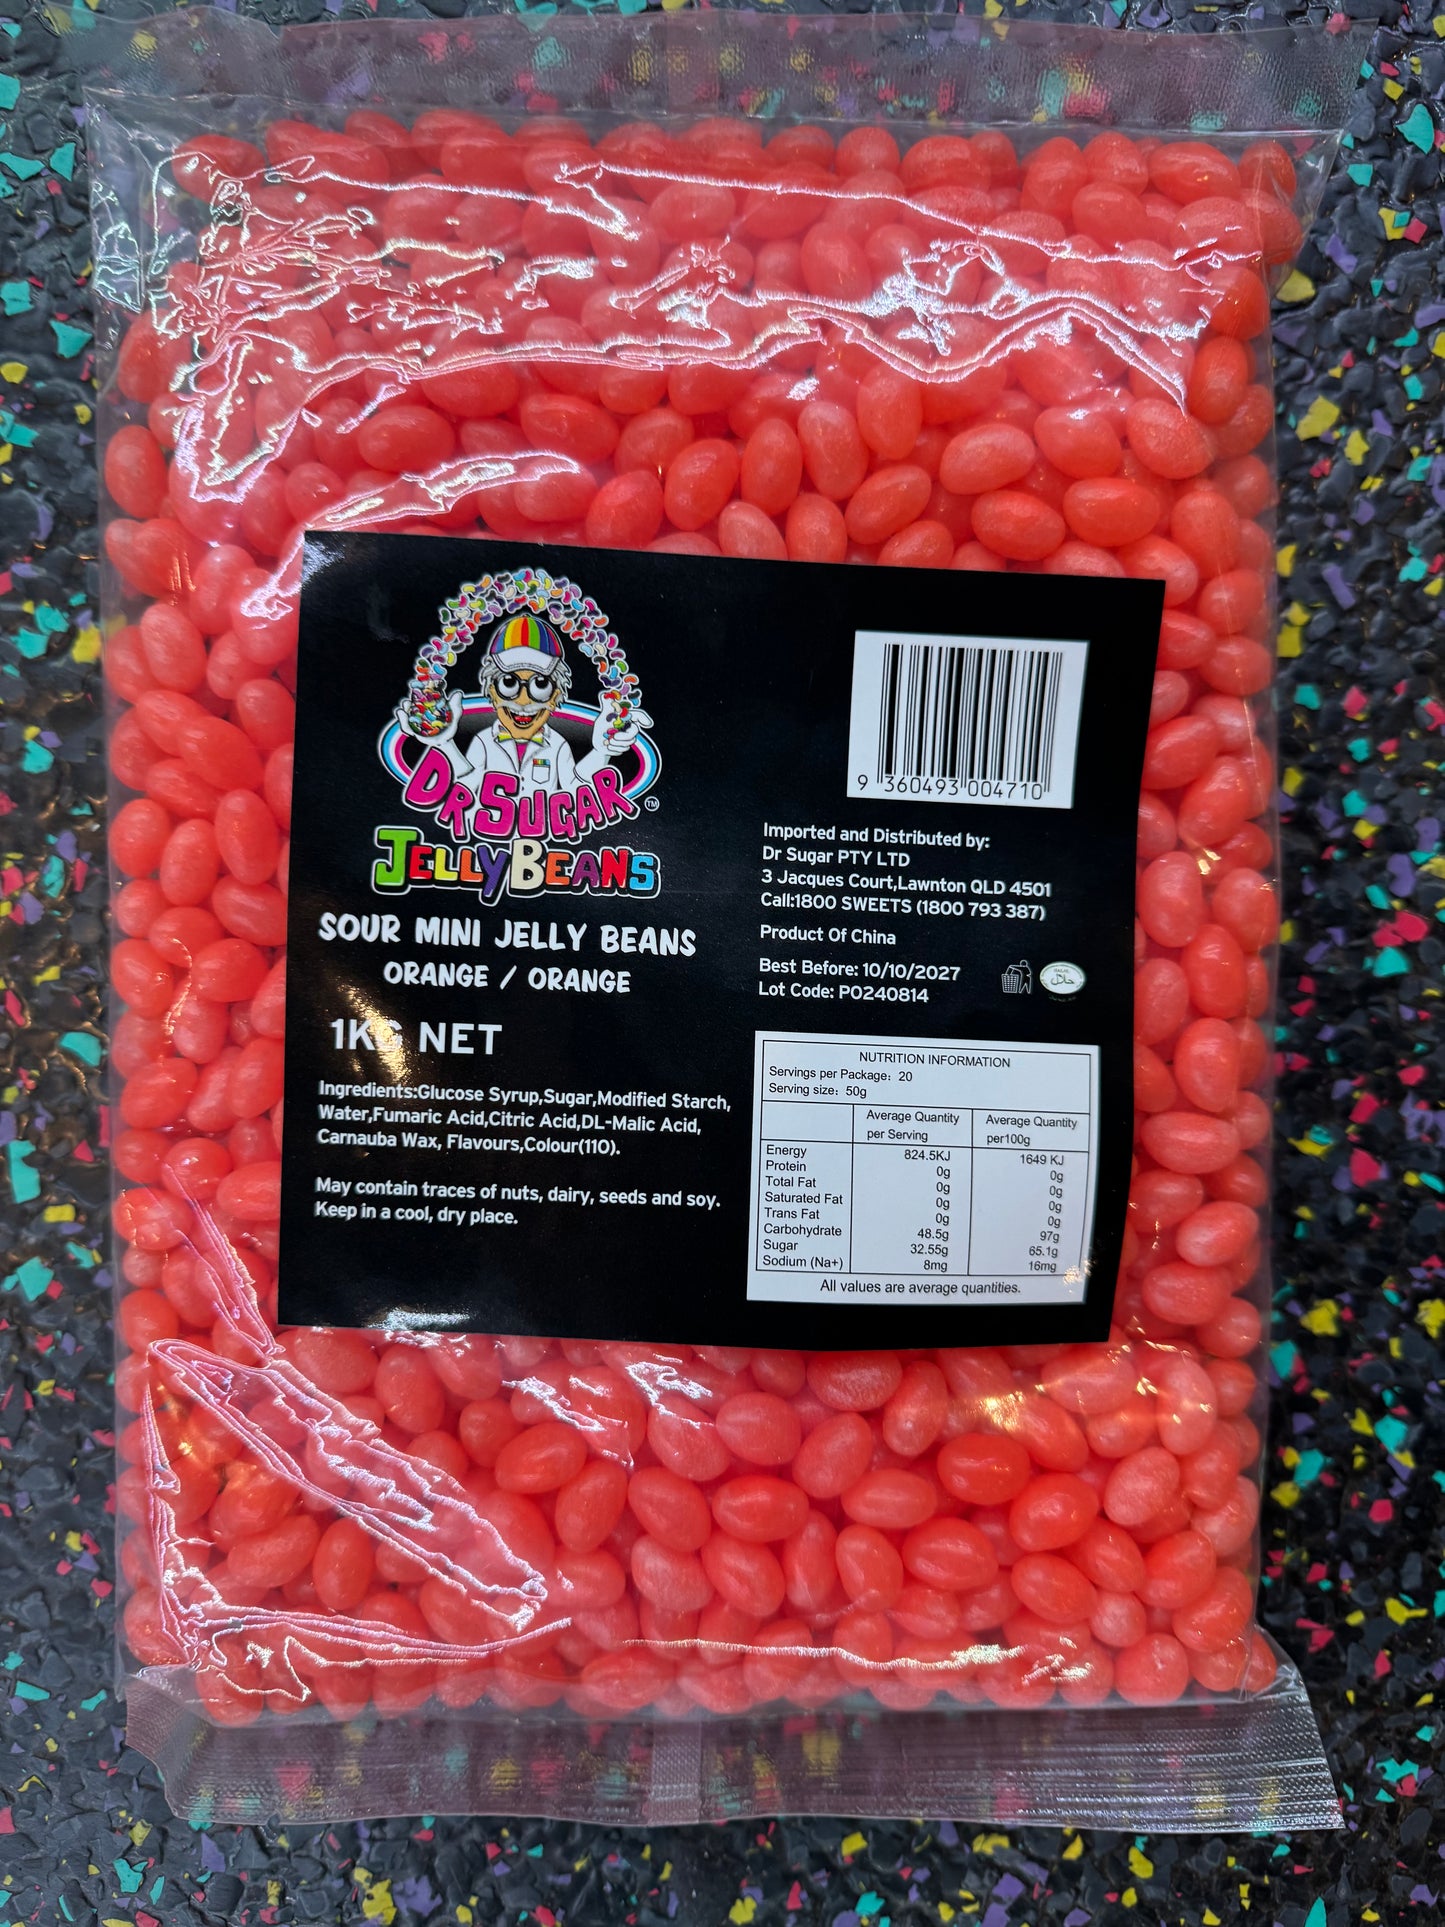 DR SUGAR TM
JELLYBEANS
SOUR MINI JELLY BEANS
ORANGE / ORANGE
1KG NET
Ingredients:Glucose Syrup,Sugar,Modified Starch,
Water,Fumaric Acid,Citric Acid,DL-Malic Acid,
Carnauba Wax, Flavours,Colour(110).
May contain traces of nuts, dairy, seeds and soy.
Keep in a cool, dry place.
9 360493 004710
Imported and Distributed by:
Dr Sugar PTY LTD
3 Jacques Court,Lawnton QLD 4501
Call:1800 SWEETS (1800 793 387)
Product Of China
Best Before: 10/10/2027
Lot Code: PO240814
HALAL
حلال
NUTRITION INFORMATION
Servings per Package: 20
Serving size: 50g
Average Quantity per Serving Average Quantity per100g
Energy 824.5KJ 1649 KJ
Protein 0g 0g
Total Fat 0g 0g
Saturated Fat 0g 0g
Trans Fat 0g 0g
Carbohydrate 48.5g 97g
Sugar 32.55g 65.1g
Sodium (Na+) 8mg 16mg
All values are average quantities.